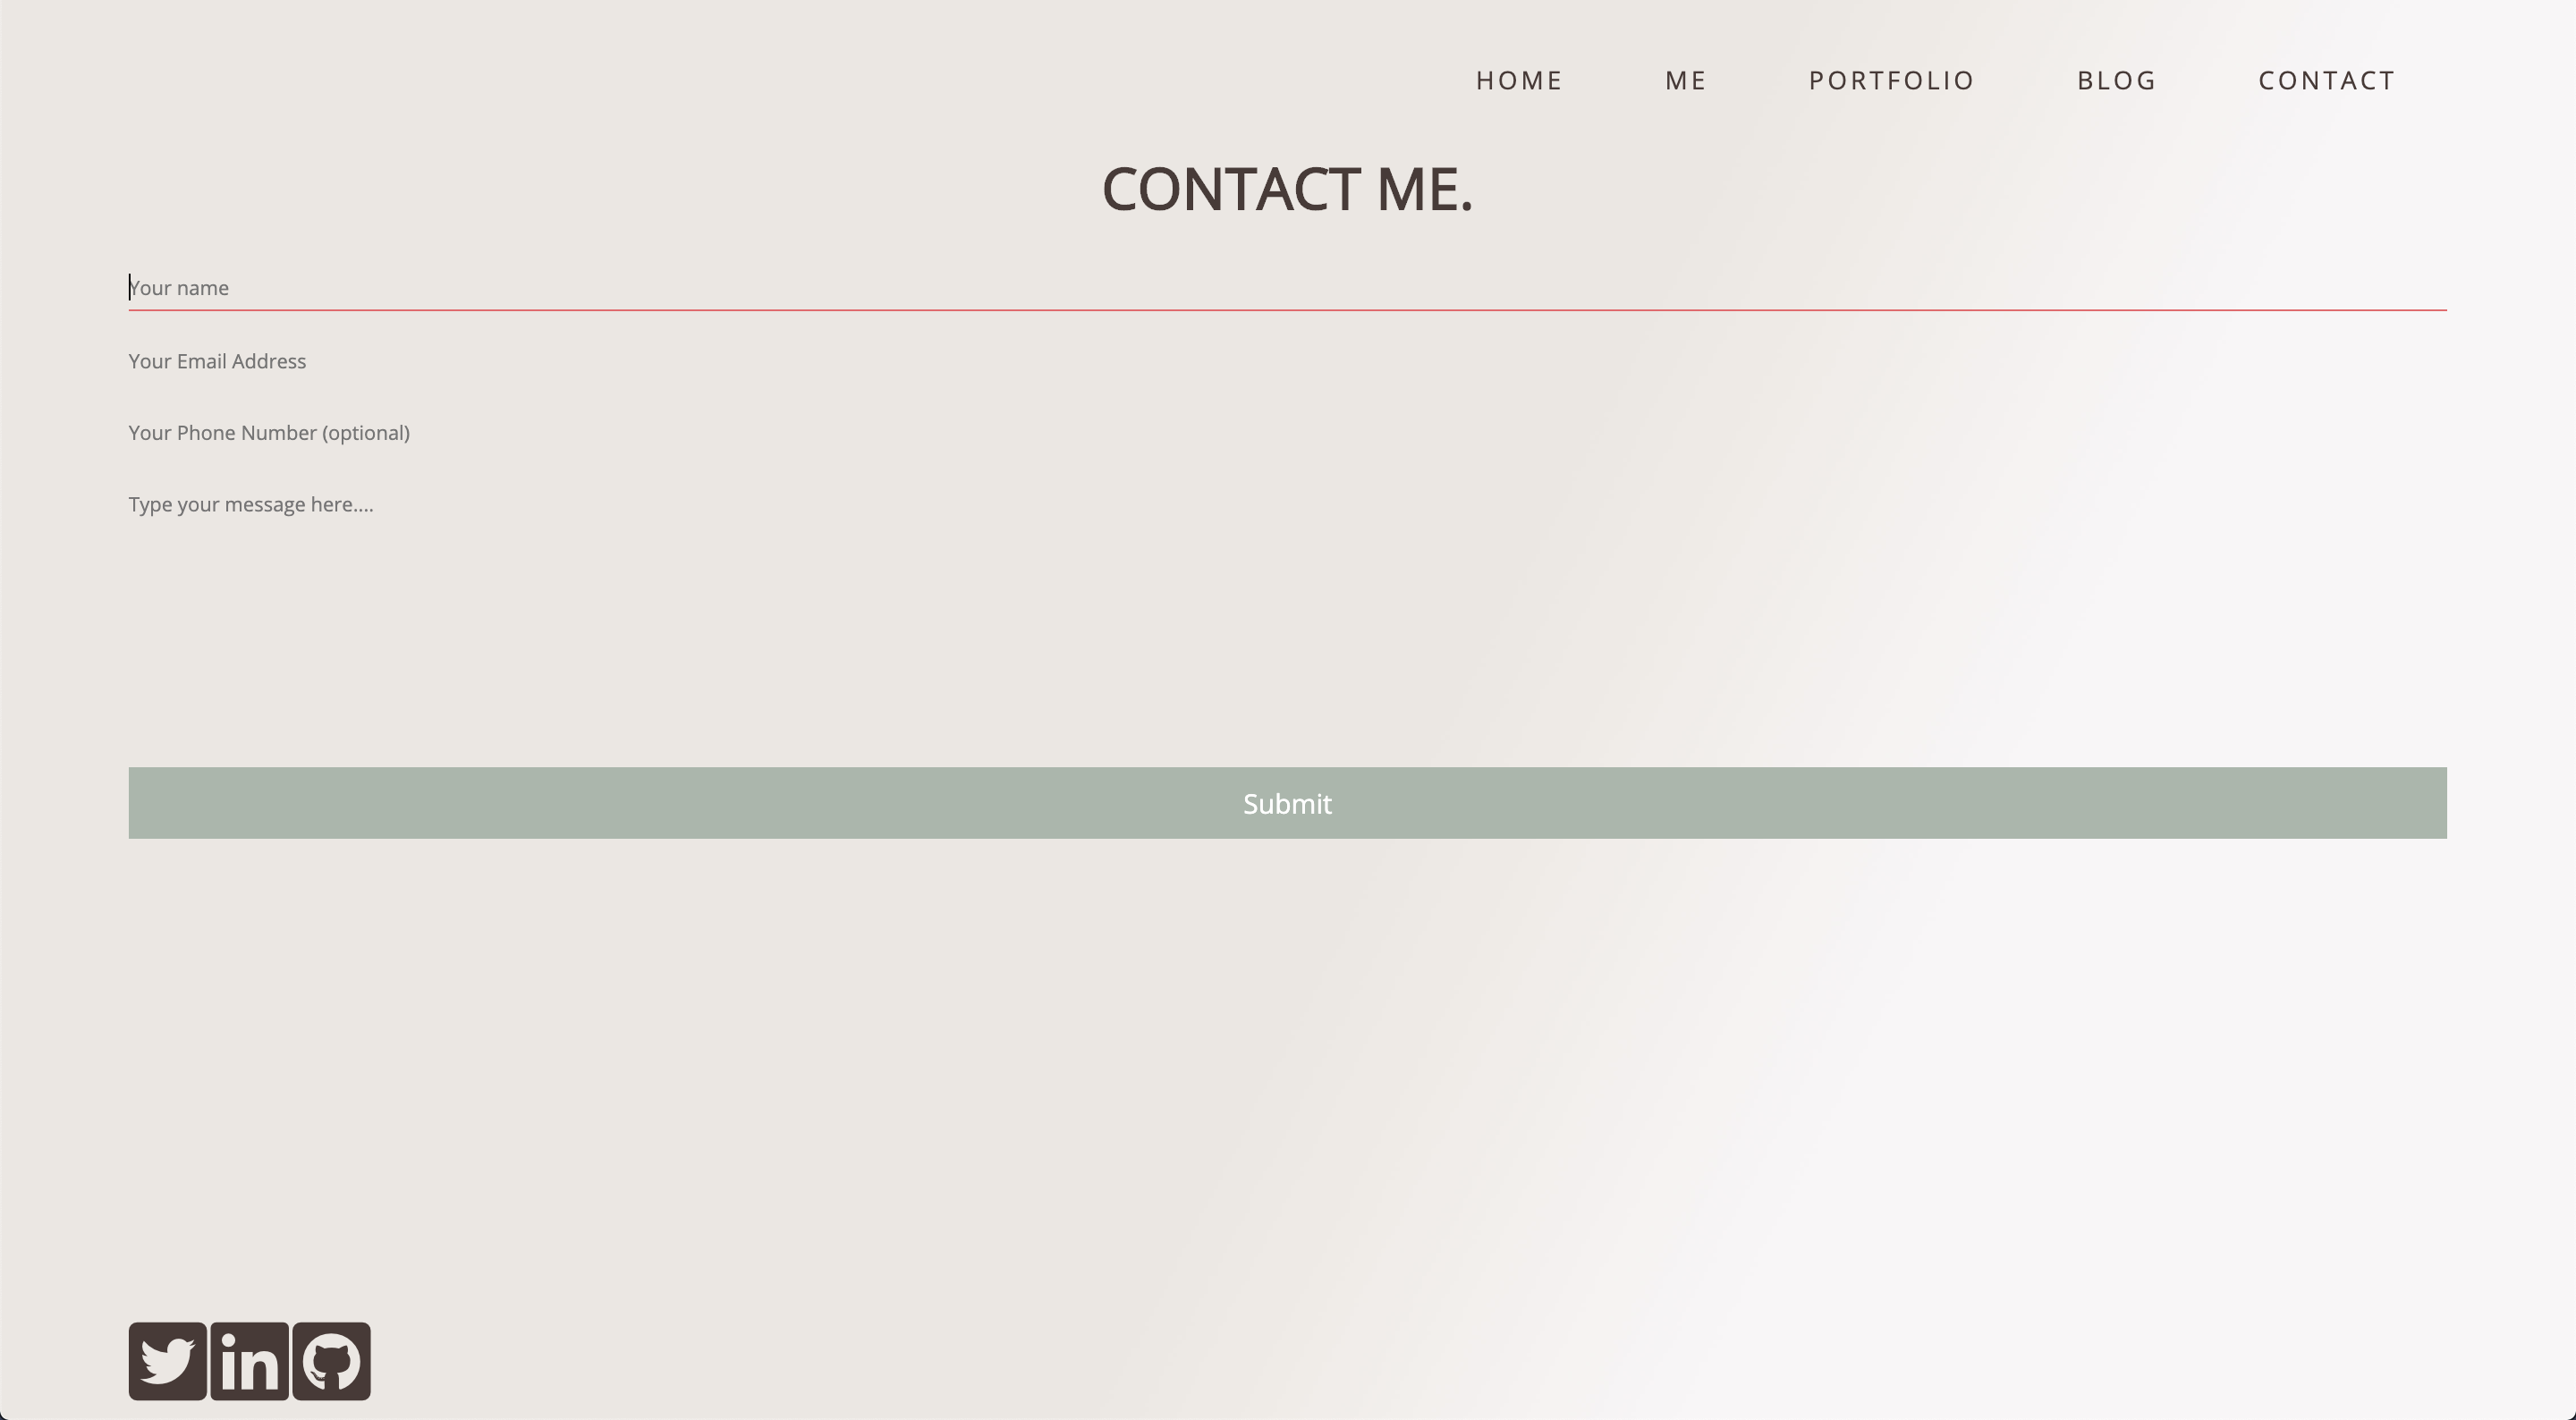 HOME ME PORTFOLIO BLOG CONTACT
CONTACT ME.
Your name
Your Email Address
Your Phone Number (optional)
Type your message here....
Submit
in